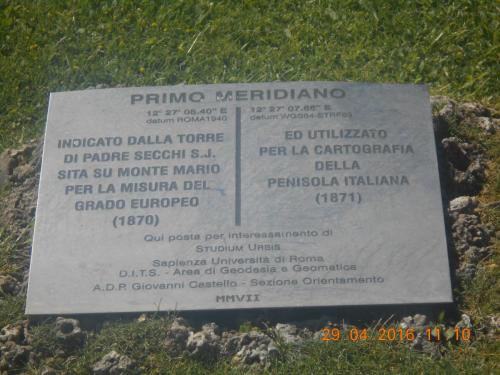 PRIMO MERIDIANO
12° 27' 08.40" E
datum ROMA1940
12° 27' 07.66" E
datum WGS84-ETRF89
INDICATO DALLA TORRE
DI PADRE SECCHI S.J.
SITA SU MONTE MARIO
PER LA MISURA DEL
GRADO EUROPEO
(1870)
ED UTILIZZATO
PER LA CARTOGRAFIA
DELLA
PENISOLA ITALIANA
(1871)
Qui posta per interessamento di
STUDIUM URBIS
Sapienza Università di Roma
D.I.T.S. - Area di Geodesia e Geomatica
A.D.P. Giovanni Castello - Sezione Orientamento
MMVII
29 04 2016 11 10